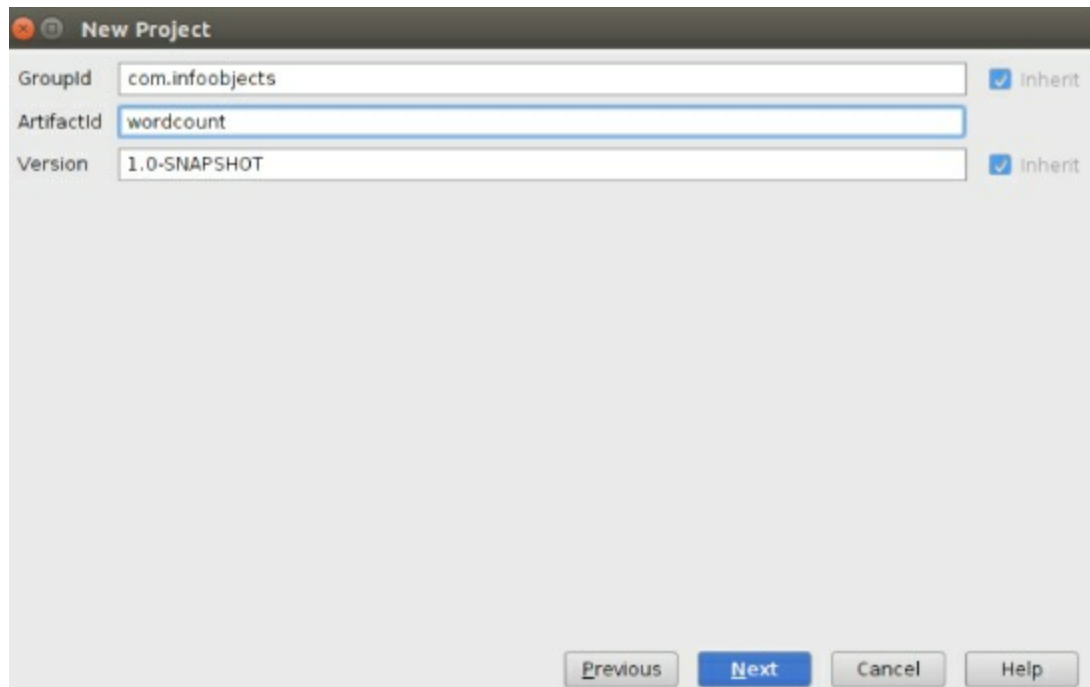 New Project
GroupId com.infoobjects Inherit
ArtifactId wordcount
Version 1.0-SNAPSHOT Inherit
Previous Next Cancel Help